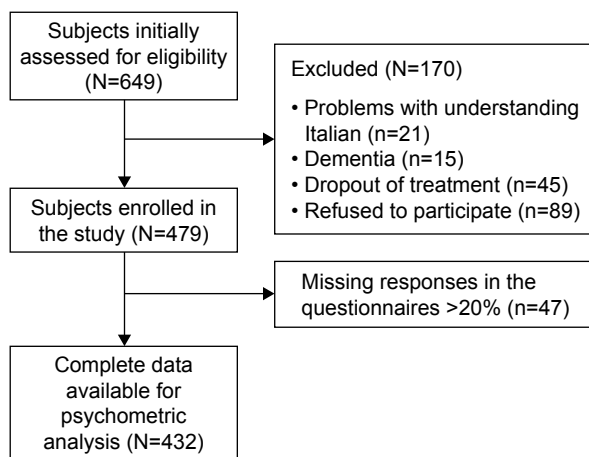 Subjects initially
assessed for eligibility
(N=649)
Excluded (N=170)
• Problems with understanding
Italian (n=21)
• Dementia (n=15)
• Dropout of treatment (n=45)
• Refused to participate (n=89)
Subjects enrolled in
the study (N=479)
Missing responses in the
questionnaires >20% (n=47)
Complete data
available for
psychometric
analysis (N=432)